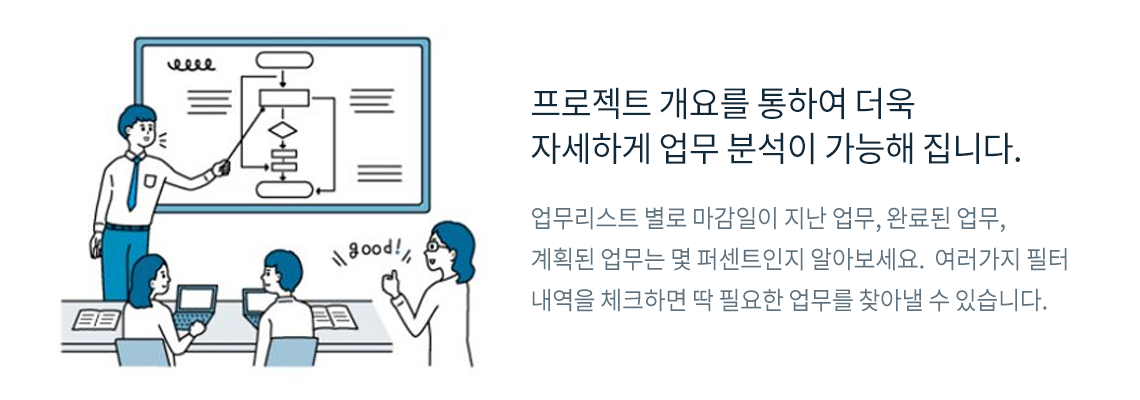 good!
프로젝트 개요를 통하여 더욱
자세하게 업무 분석이 가능해 집니다.
업무리스트 별로 마감일이 지난 업무, 완료된 업무,
계획된 업무는 몇 퍼센트인지 알아보세요. 여러가지 필터
내역을 체크하면 딱 필요한 업무를 찾아낼 수 있습니다.